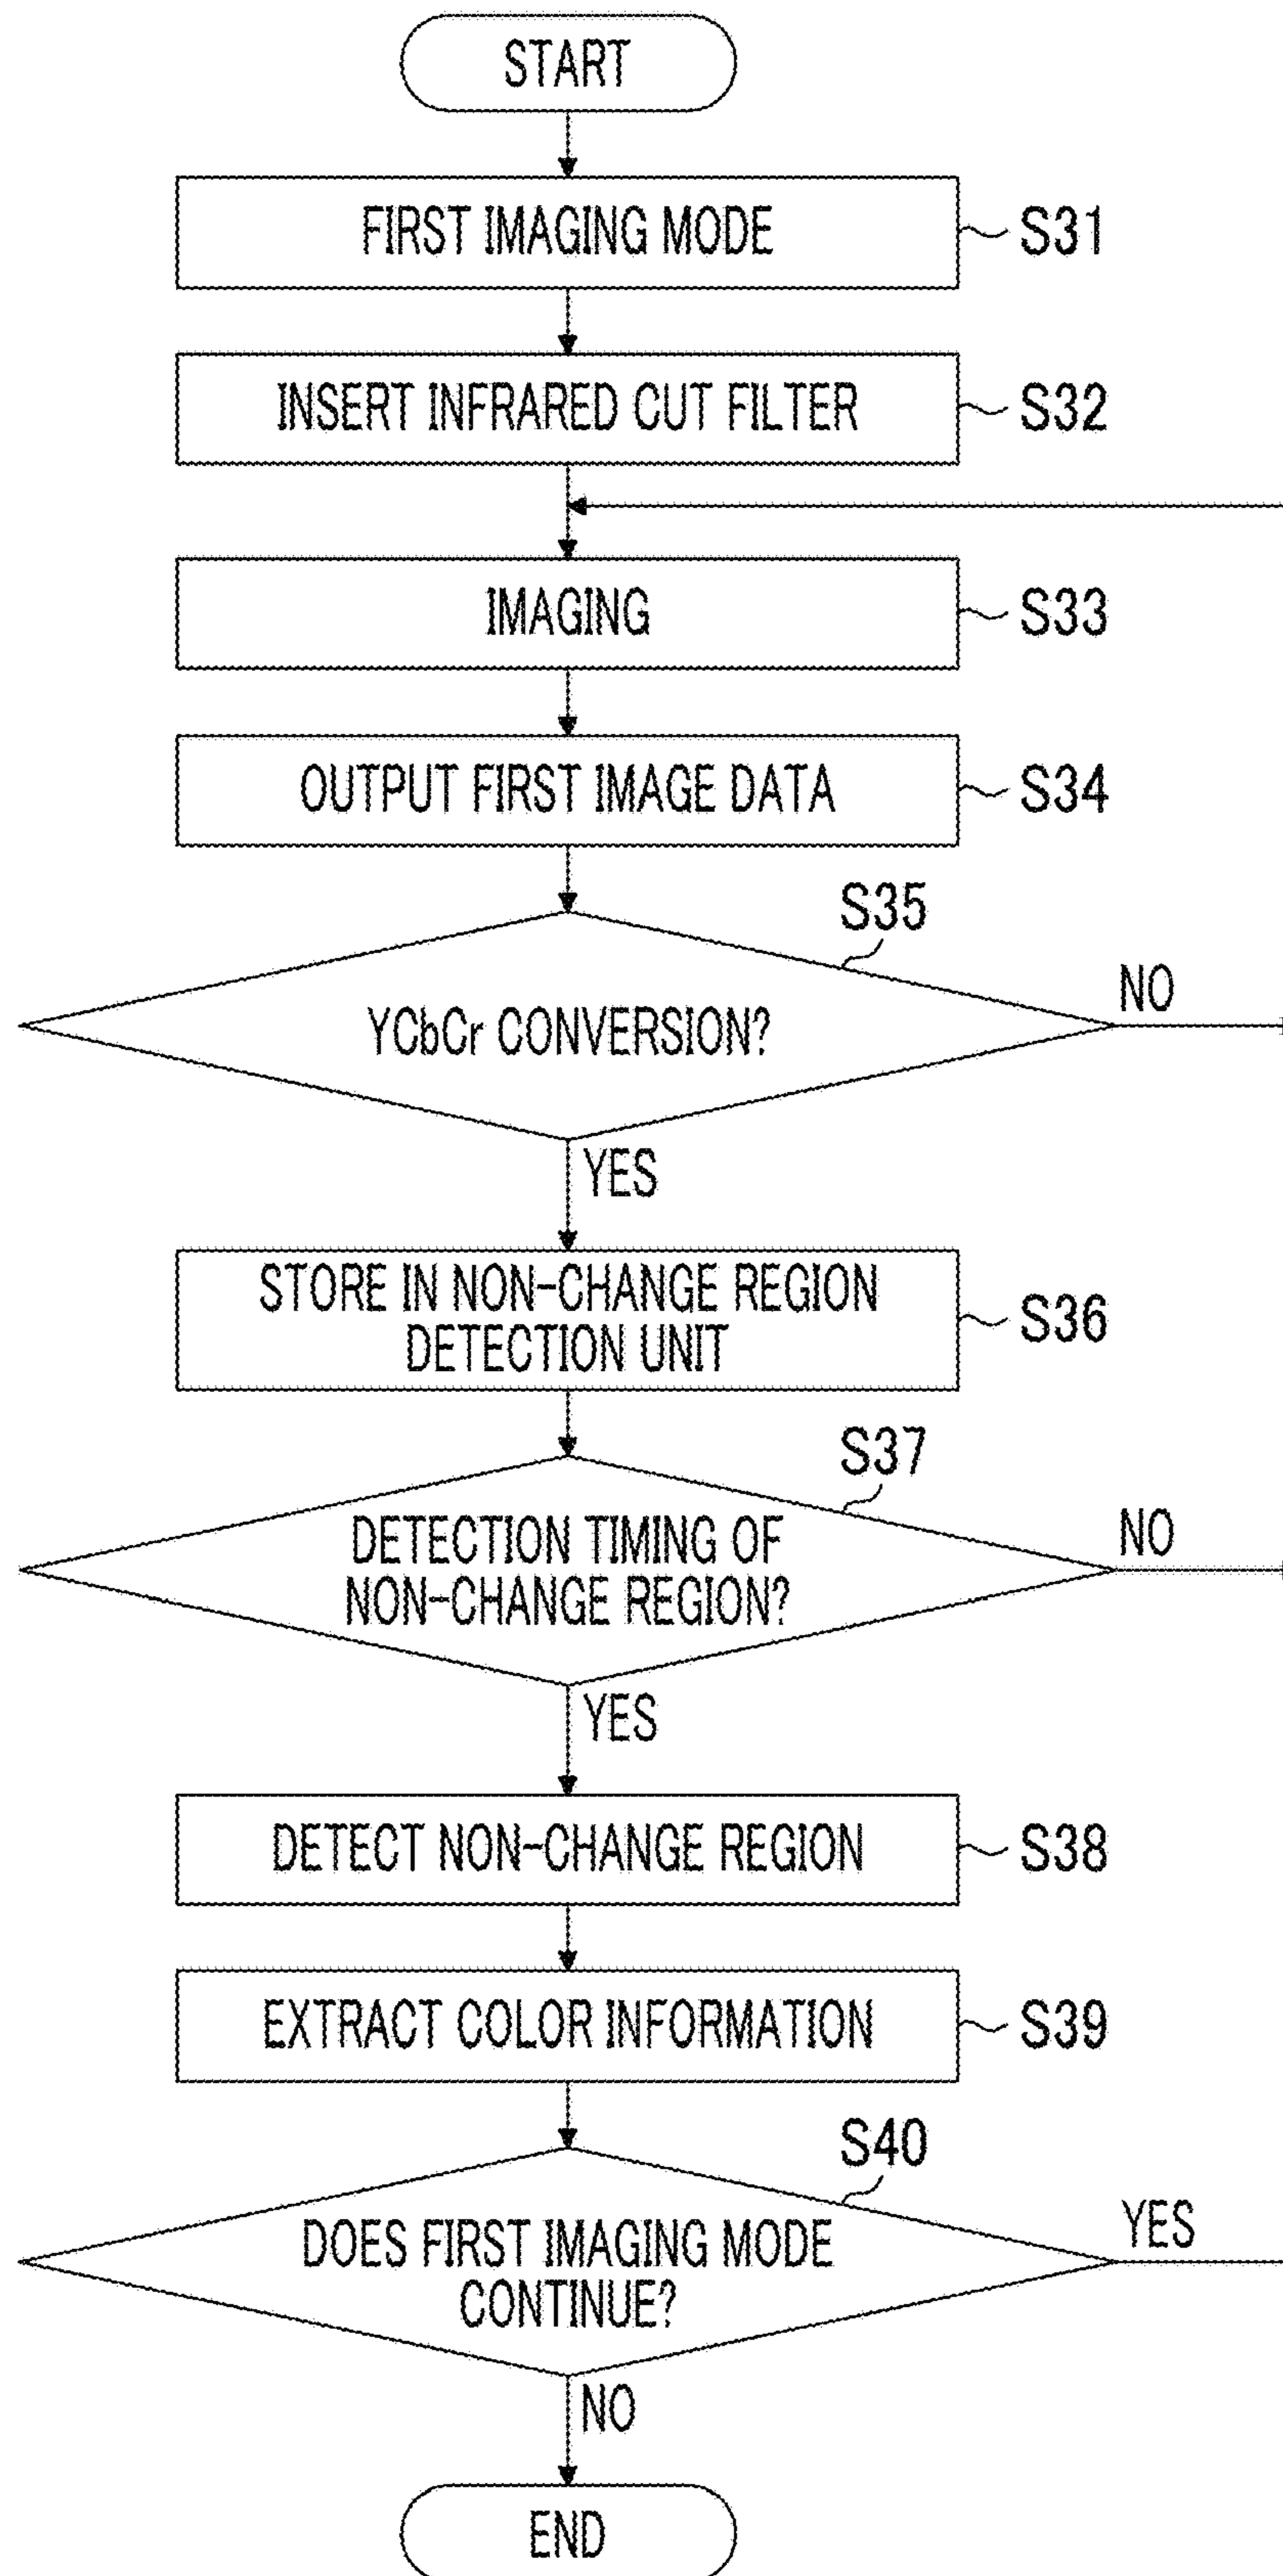 START
FIRST IMAGING MODE
S31
INSERT INFRARED CUT FILTER
S32
IMAGING
S33
OUTPUT FIRST IMAGE DATA
S34
S35
YCbCr CONVERSION?
NO
YES
STORE IN NON-CHANGE REGION
DETECTION UNIT
S36
S37
DETECTION TIMING OF
NON-CHANGE REGION?
NO
YES
DETECT NON-CHANGE REGION
S38
EXTRACT COLOR INFORMATION
S39
S40
DOES FIRST IMAGING MODE
CONTINUE?
YES
NO
END